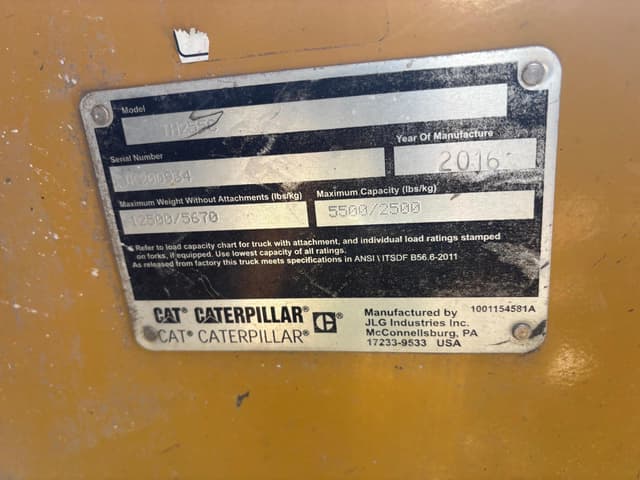 Model
TH255C
Serial Number
Year Of Manufacture
2016
Maximum Weight Without Attachments (lbs/kg)
Maximum Capacity (lbs/kg)
12500/5670
5500/2500
* Refer to load capacity chart for truck with attachment, and individual load ratings stamped
on forks, if equipped. Use lowest capacity of all ratings.
As released from factory this truck meets specifications in ANSI \ ITSDF B56.6-2011
CAT® CATERPILLAR®
CAT® CATERPILLAR®
C®
Manufactured by
JLG Industries Inc.
McConnellsburg, PA
17233-9533 USA
1001154581A